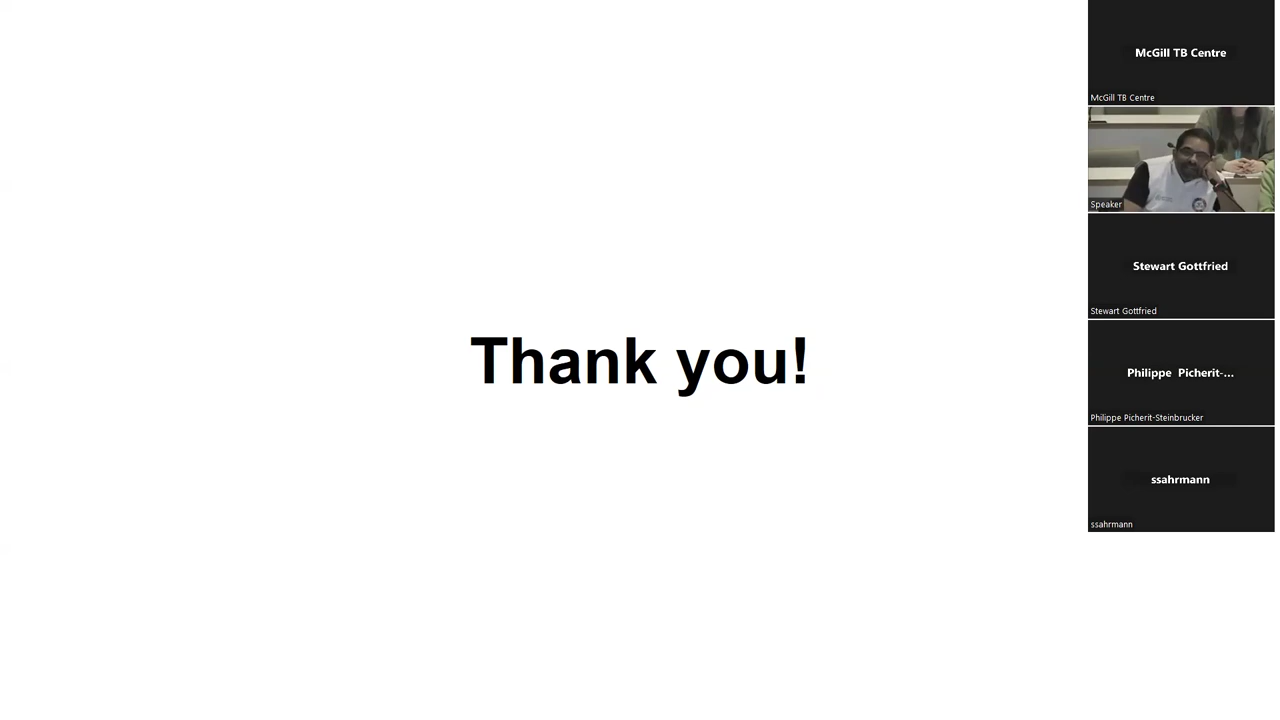 Thank you!
McGill TB Centre
McGill TB Centre
Speaker
Stewart Gottfried
Stewart Gottfried
Philippe Picherit-...
Philippe Picherit-Steinbrucker
ssahrmann
ssahrmann